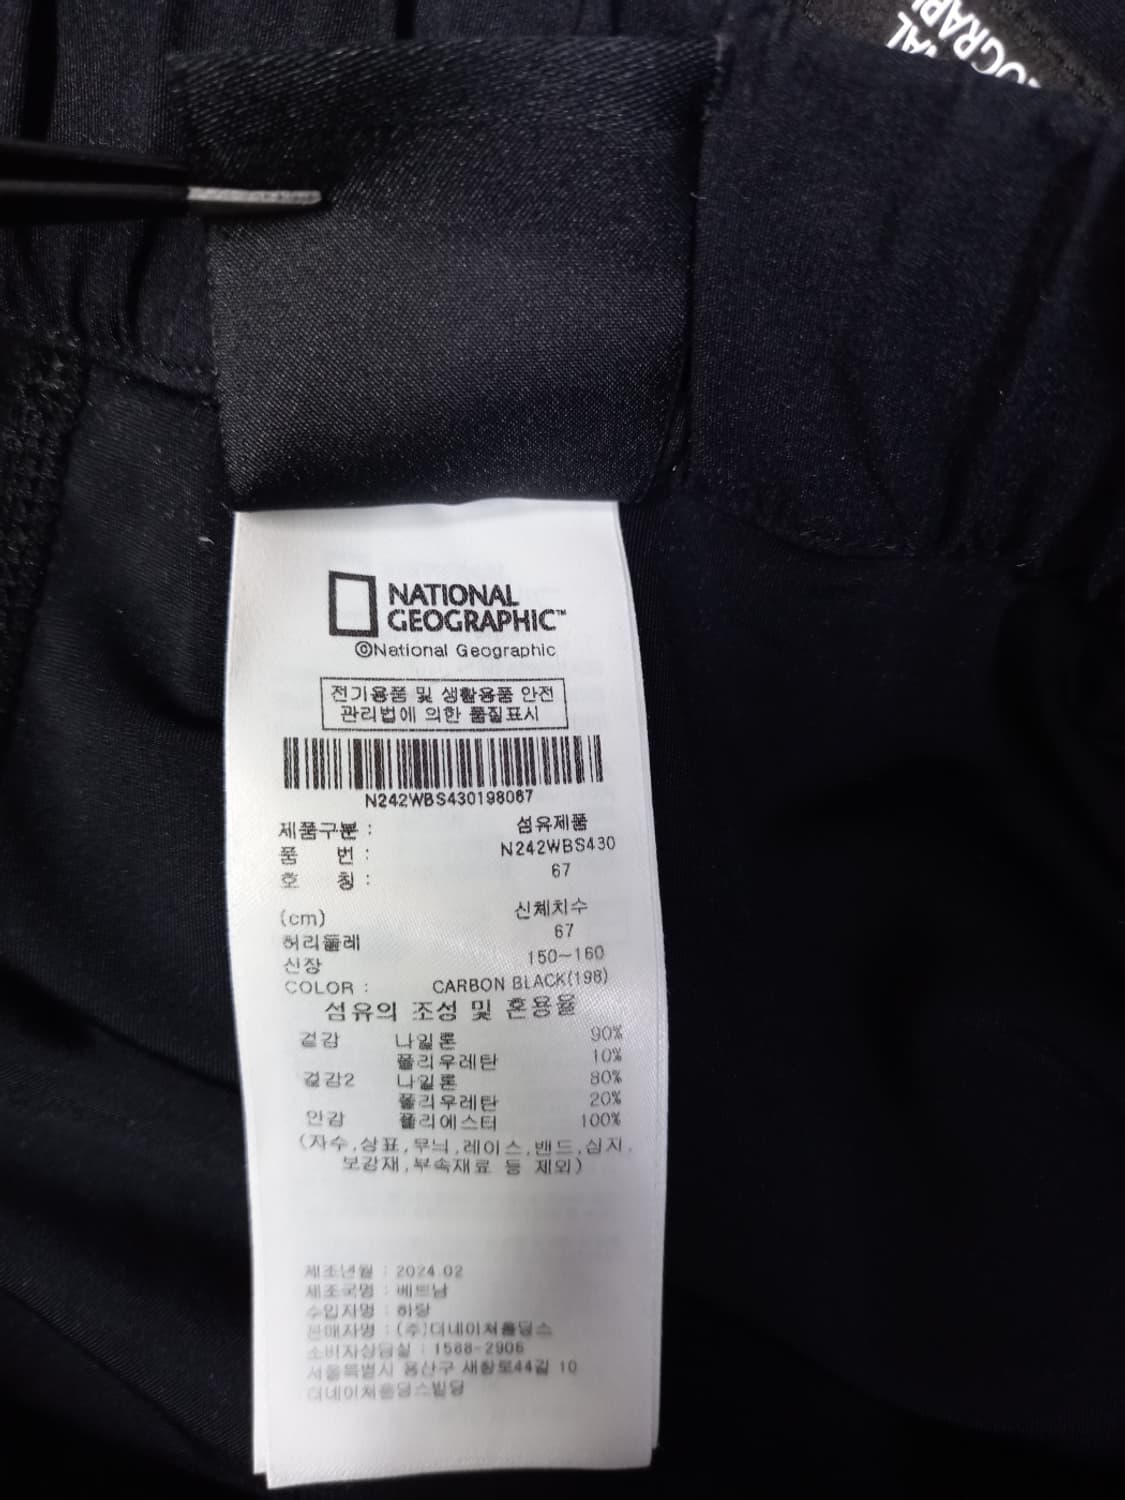 NATIONAL
GEOGRAPHIC™
©National Geographic
전기용품 및 생활용품 안전
관리법에 의한 품질표시
N242WBS430198067
제품구분 : 섬유제품
품 번 : N242WBS430
호 칭 : 67
(cm) 신체치수
허리둘레 67
신장 150~160
COLOR : CARBON BLACK(198)
섬유의 조성 및 혼용율
겉감 나일론 90%
폴리우레탄 10%
겉감2 나일론 80%
폴리우레탄 20%
안감 폴리에스터 100%
(자수,상표,무늬,레이스,밴드,심지,
보강재,부속재료 등 제외)
제조년월 : 2024.02
제조국명 : 베트남
수입자명 : 하탕
판매자명 : (주)더네이쳐홀딩스
소비자상담실 : 1588-2906
서울특별시 용산구 새창로44길 10
더네이쳐홀딩스빌딩